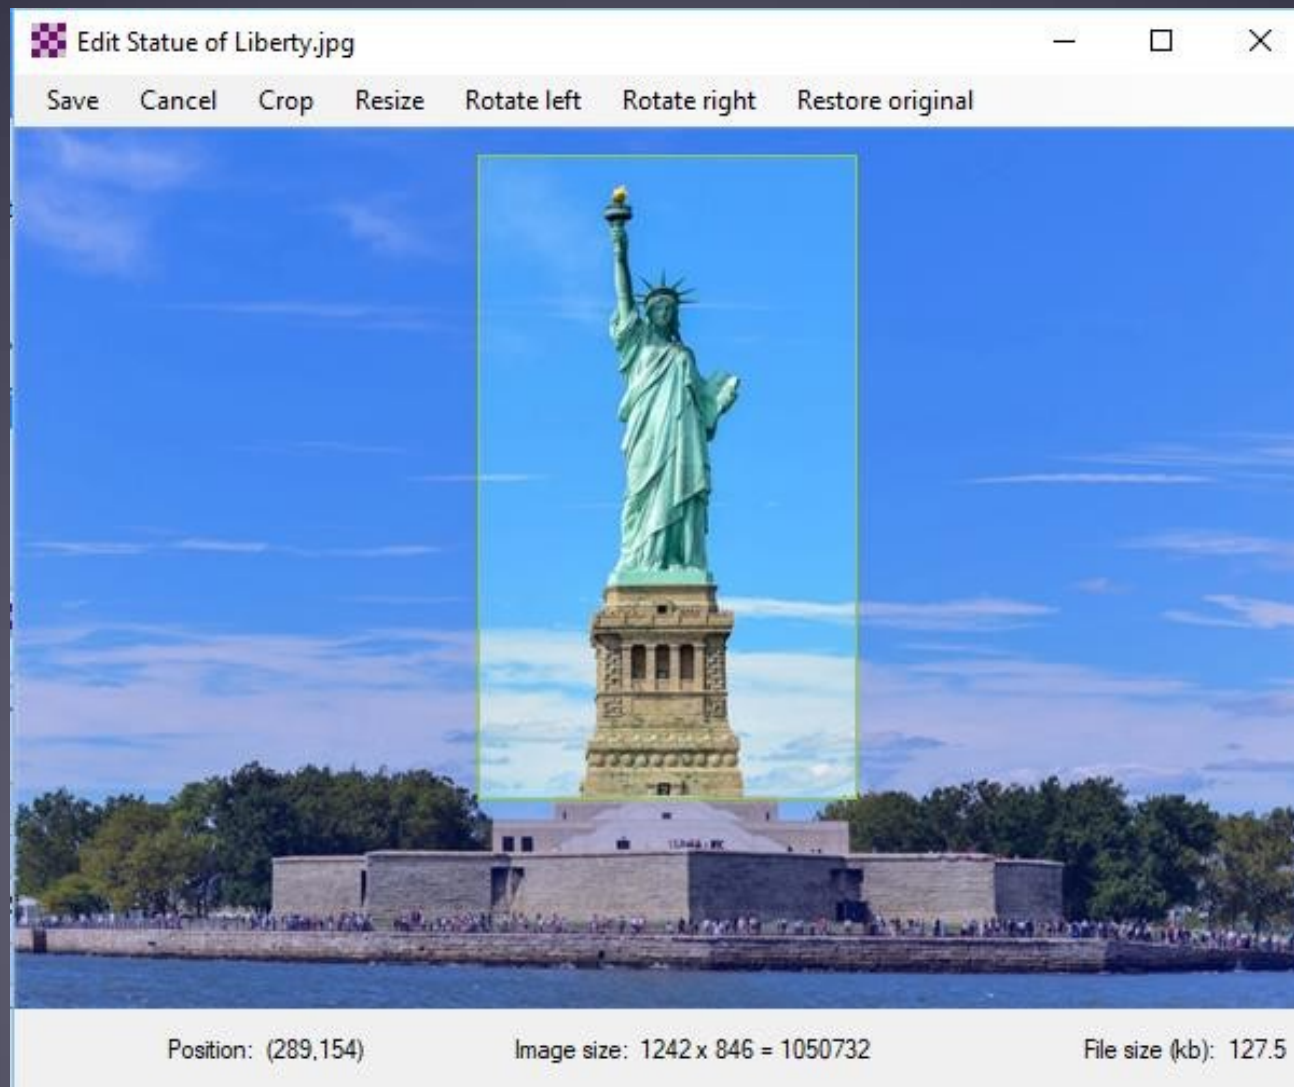 Edit Statue of Liberty.jpg
Save Cancel Crop Resize Rotate left Rotate right Restore original
Position: (289,154) Image size: 1242 x 846 = 1050732 File size (kb): 127.5